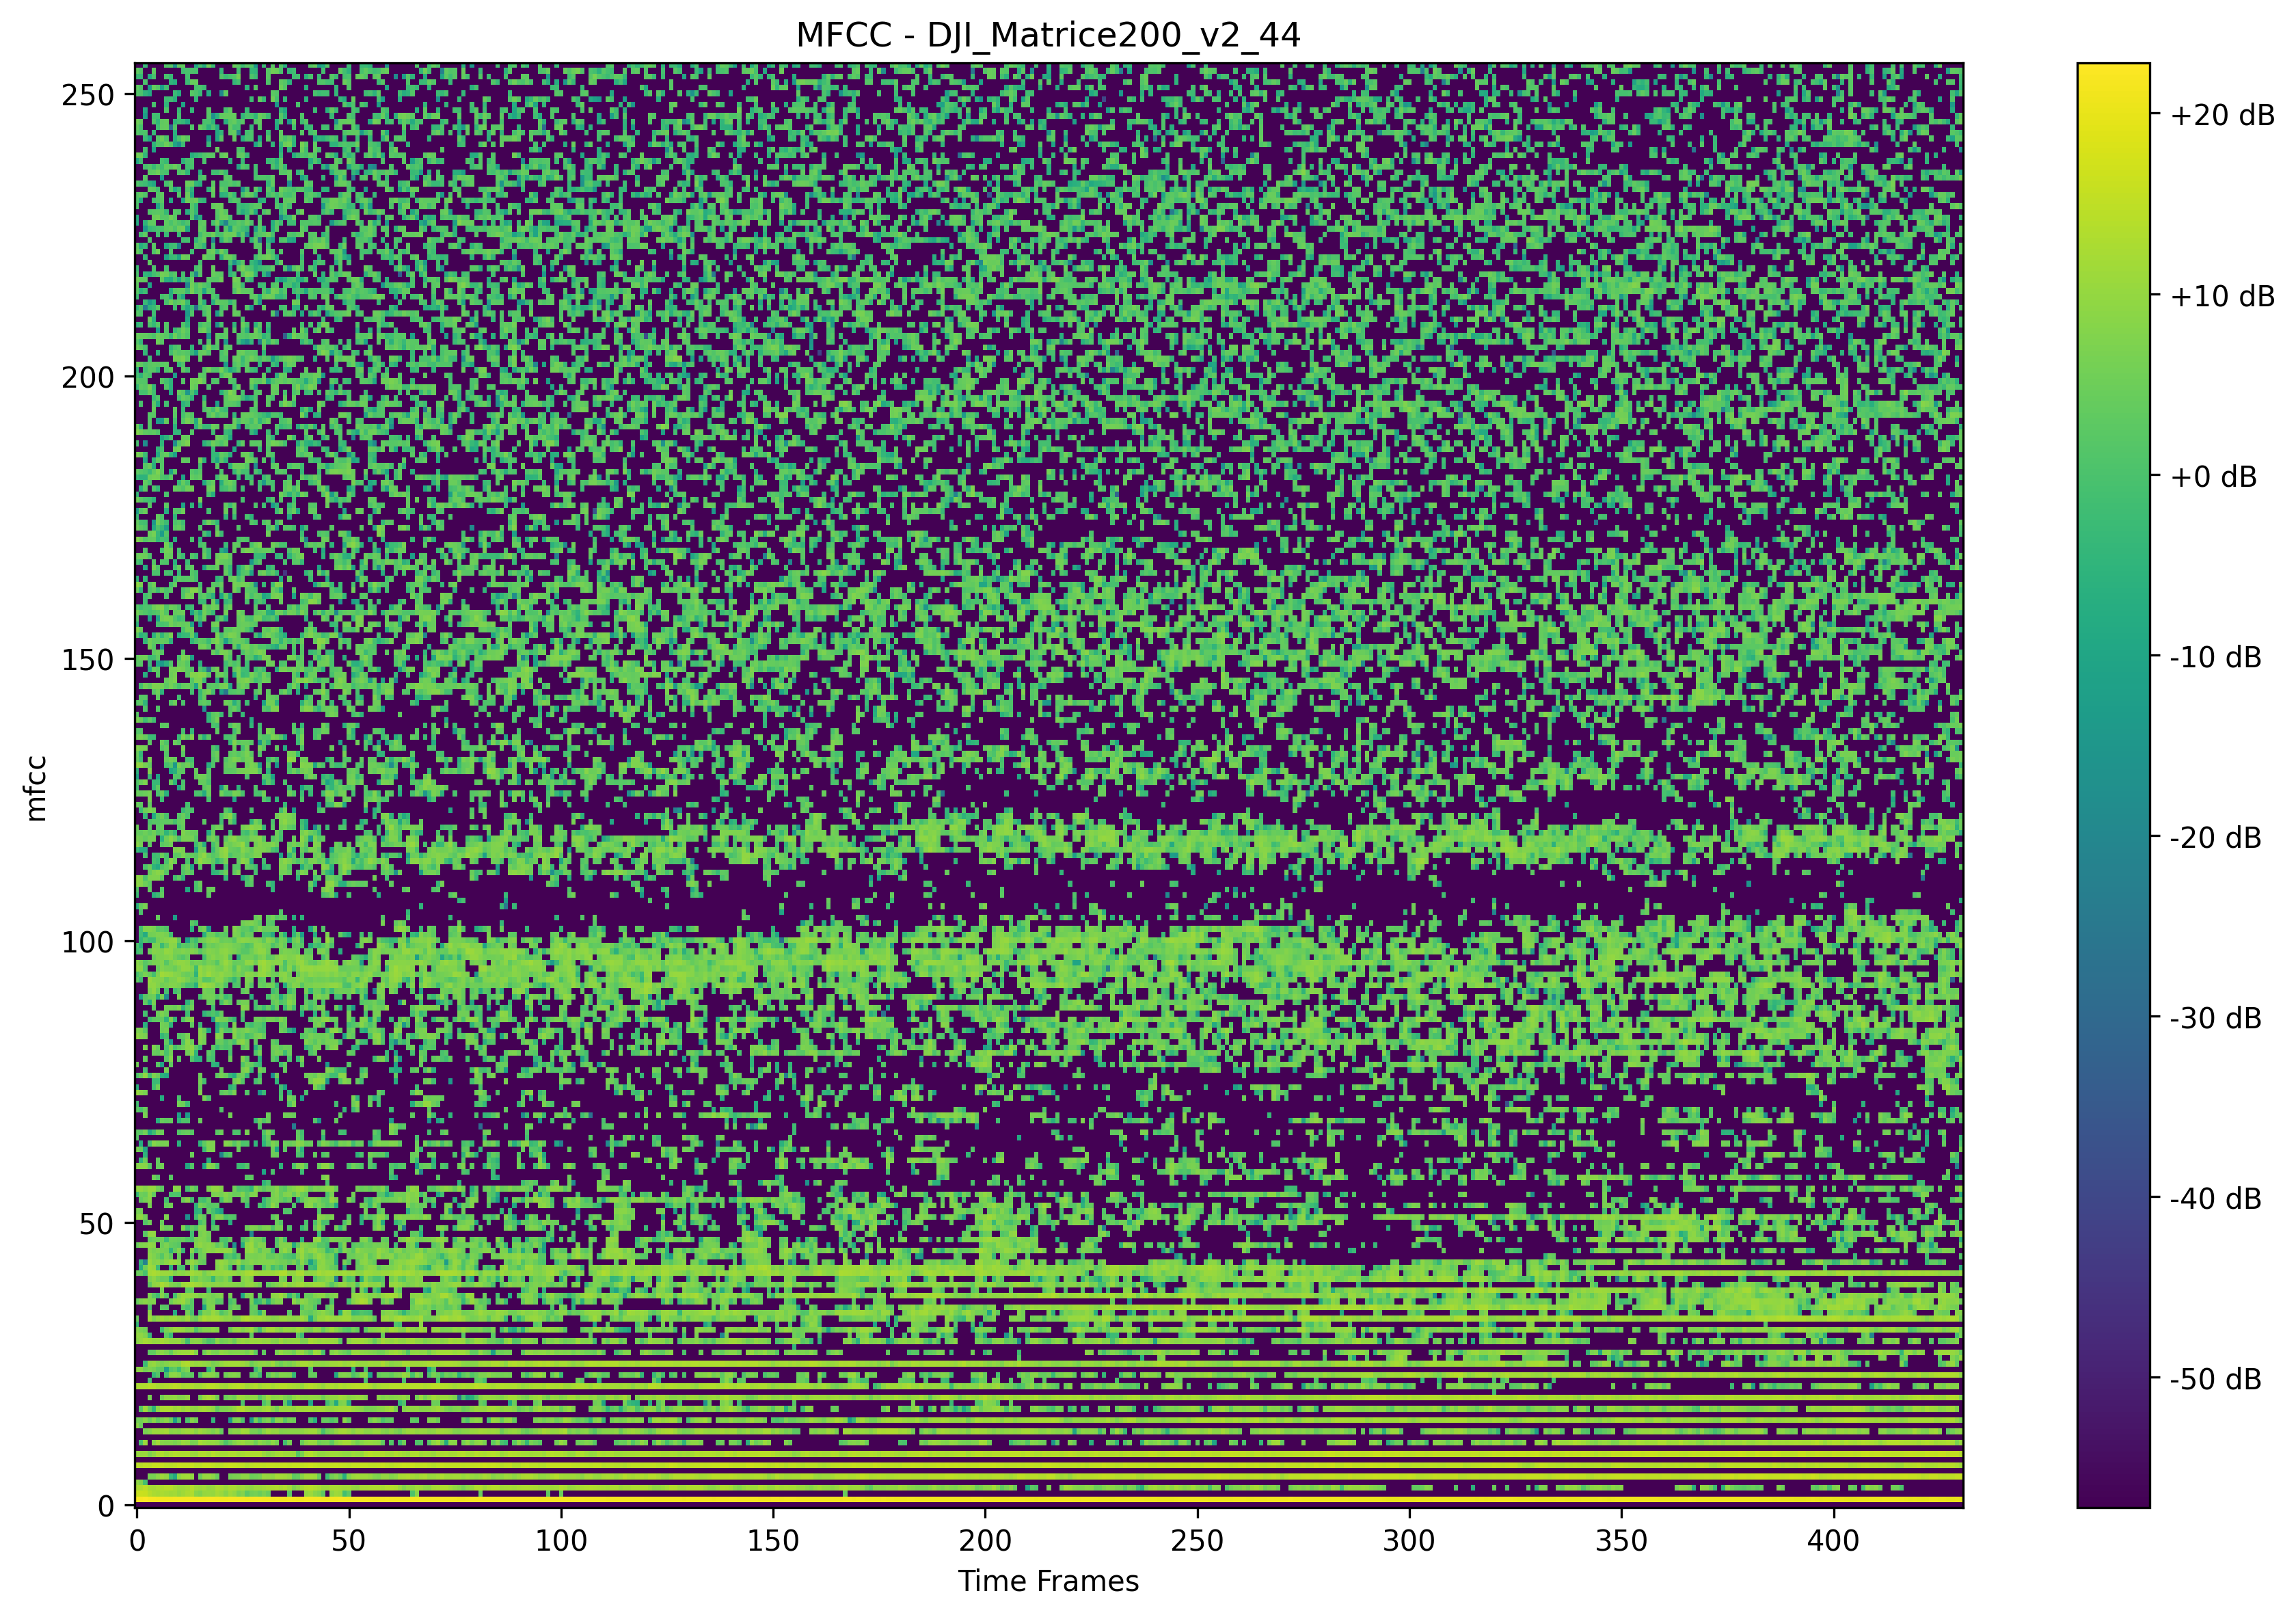 MFCC - DJI_Matrice200_v2_44
250
200
150
100
50
0
mfcc
0 50 100 150 200 250 300 350 400
Time Frames
+20 dB
+10 dB
+0 dB
-10 dB
-20 dB
-30 dB
-40 dB
-50 dB